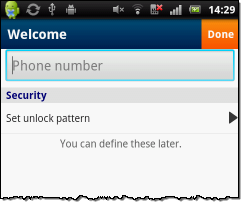 14:29
Welcome Done
Phone number
Security
Set unlock pattern
You can define these later.